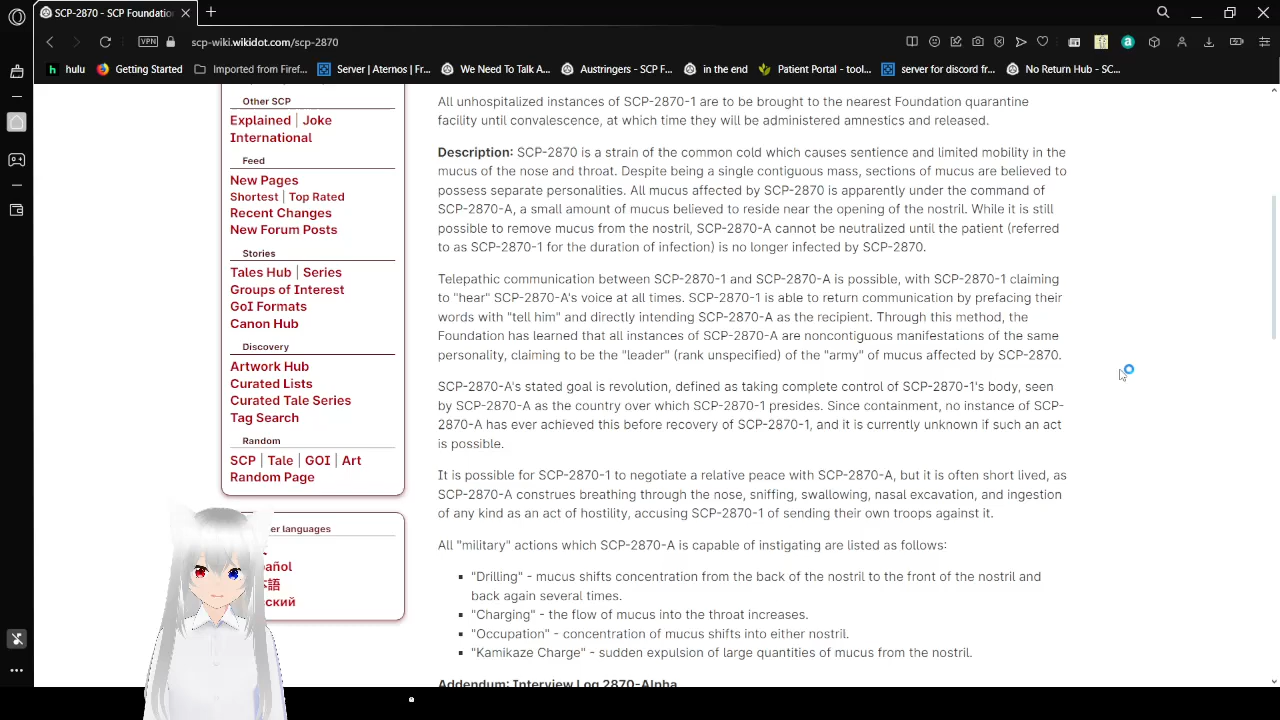 SCP-2870 - SCP Foundatio
scp-wiki.wikidot.com/scp-2870
VPN
hulu
Getting Started
Imported from Firef...
Server | Aternos | Fr...
We Need To Talk A...
Austringers - SCP F...
in the end
Patient Portal - tool...
server for discord fr...
No Return Hub - SC...
Other SCP
Explained | Joke
International
Feed
New Pages
Shortest | Top Rated
Recent Changes
New Forum Posts
Stories
Tales Hub | Series
Groups of Interest
GoI Formats
Canon Hub
Discovery
Artwork Hub
Curated Lists
Curated Tale Series
Tag Search
Random
SCP | Tale | GOI | Art
Random Page
er languages
pañol
本語
сский
All unhospitalized instances of SCP-2870-1 are to be brought to the nearest Foundation quarantine
facility until convalescence, at which time they will be administered amnestics and released.
Description: SCP-2870 is a strain of the common cold which causes sentience and limited mobility in the
mucus of the nose and throat. Despite being a single contiguous mass, sections of mucus are believed to
possess separate personalities. All mucus affected by SCP-2870 is apparently under the command of
SCP-2870-A, a small amount of mucus believed to reside near the opening of the nostril. While it is still
possible to remove mucus from the nostril, SCP-2870-A cannot be neutralized until the patient (referred
to as SCP-2870-1 for the duration of infection) is no longer infected by SCP-2870.
Telepathic communication between SCP-2870-1 and SCP-2870-A is possible, with SCP-2870-1 claiming
to "hear" SCP-2870-A's voice at all times. SCP-2870-1 is able to return communication by prefacing their
words with "tell him" and directly intending SCP-2870-A as the recipient. Through this method, the
Foundation has learned that all instances of SCP-2870-A are noncontiguous manifestations of the same
personality, claiming to be the "leader" (rank unspecified) of the "army" of mucus affected by SCP-2870.
SCP-2870-A's stated goal is revolution, defined as taking complete control of SCP-2870-1's body, seen
by SCP-2870-A as the country over which SCP-2870-1 presides. Since containment, no instance of SCP-
2870-A has ever achieved this before recovery of SCP-2870-1, and it is currently unknown if such an act
is possible.
It is possible for SCP-2870-1 to negotiate a relative peace with SCP-2870-A, but it is often short lived, as
SCP-2870-A construes breathing through the nose, sniffing, swallowing, nasal excavation, and ingestion
of any kind as an act of hostility, accusing SCP-2870-1 of sending their own troops against it.
All "military" actions which SCP-2870-A is capable of instigating are listed as follows:
"Drilling" - mucus shifts concentration from the back of the nostril to the front of the nostril and
back again several times.
"Charging" - the flow of mucus into the throat increases.
"Occupation" - concentration of mucus shifts into either nostril.
"Kamikaze Charge" - sudden expulsion of large quantities of mucus from the nostril.
Addendum: Interview Log 2870-Alpha